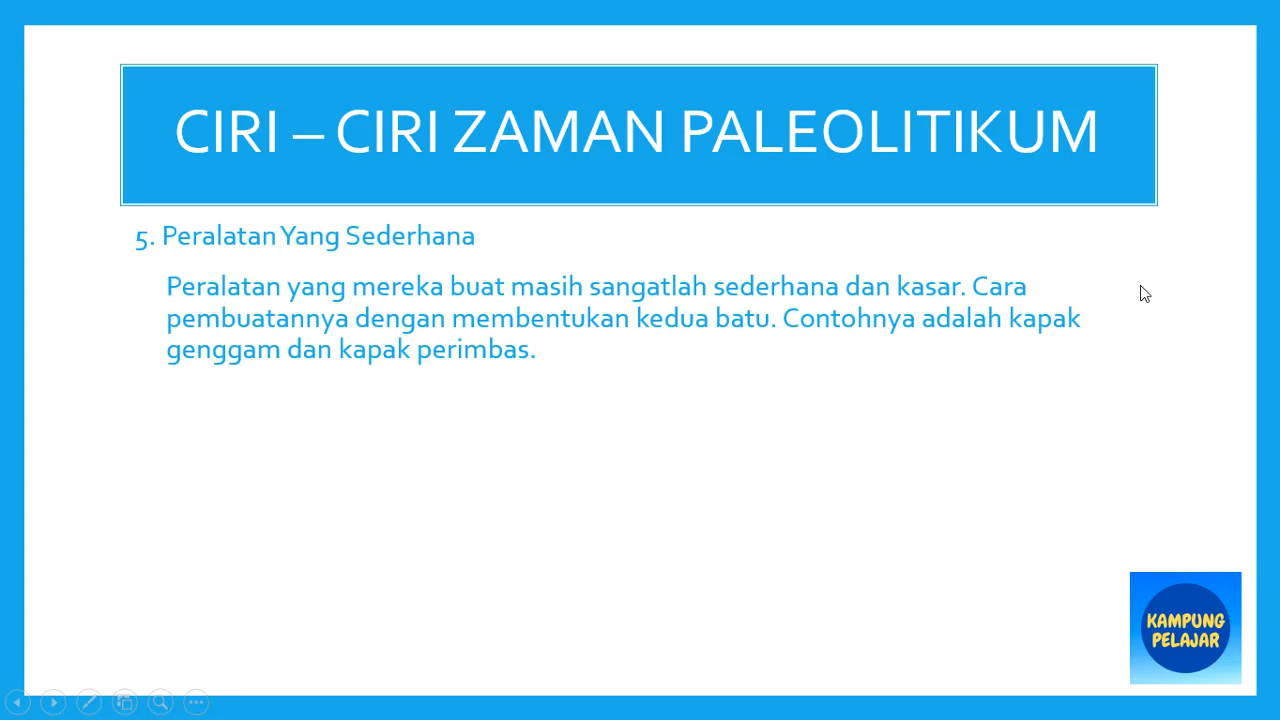 CIRI – CIRI ZAMAN PALEOLITIKUM
5. Peralatan Yang Sederhana
Peralatan yang mereka buat masih sangatlah sederhana dan kasar. Cara
pembuatannya dengan membentukan kedua batu. Contohnya adalah kapak
genggam dan kapak perimbas.
KAMPUNG
PELAJAR